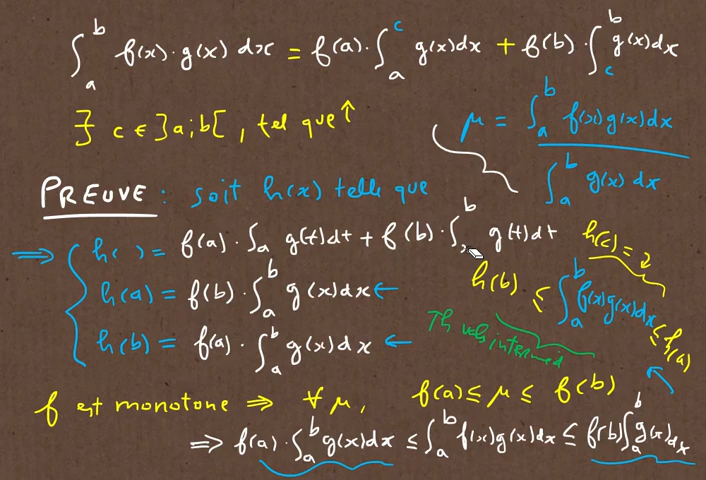 ∫_a^b f(x)·g(x) dx = f(a)·∫_a^c g(x)dx + f(b)·∫_c^b g(x)dx
∃ c ∈ ]a;b[ , tel que ↑
μ = ∫_a^b f(x)g(x)dx / ∫_a^b g(x) dx
PREUVE : soit h(x) telle que
⇒ { h( ) = f(a) · ∫_a g(t)dt + f(b) · ∫^b g(t)dt
h(a) = f(b) · ∫_a^b g(x)dx ←
h(b) = f(a) · ∫_a^b g(x)dx ←
h(c) = ?
h(b) ≤ ∫_a^b f(x)g(x)dx ≤ h(a)
Th vals intermed
f est monotone ⇒ ∀ μ, f(a) ≤ μ ≤ f(b)
⇒ f(a) · ∫_a^b g(x)dx ≤ ∫_a^b f(x)g(x)dx ≤ f(b) ∫_a^b g(x)dx